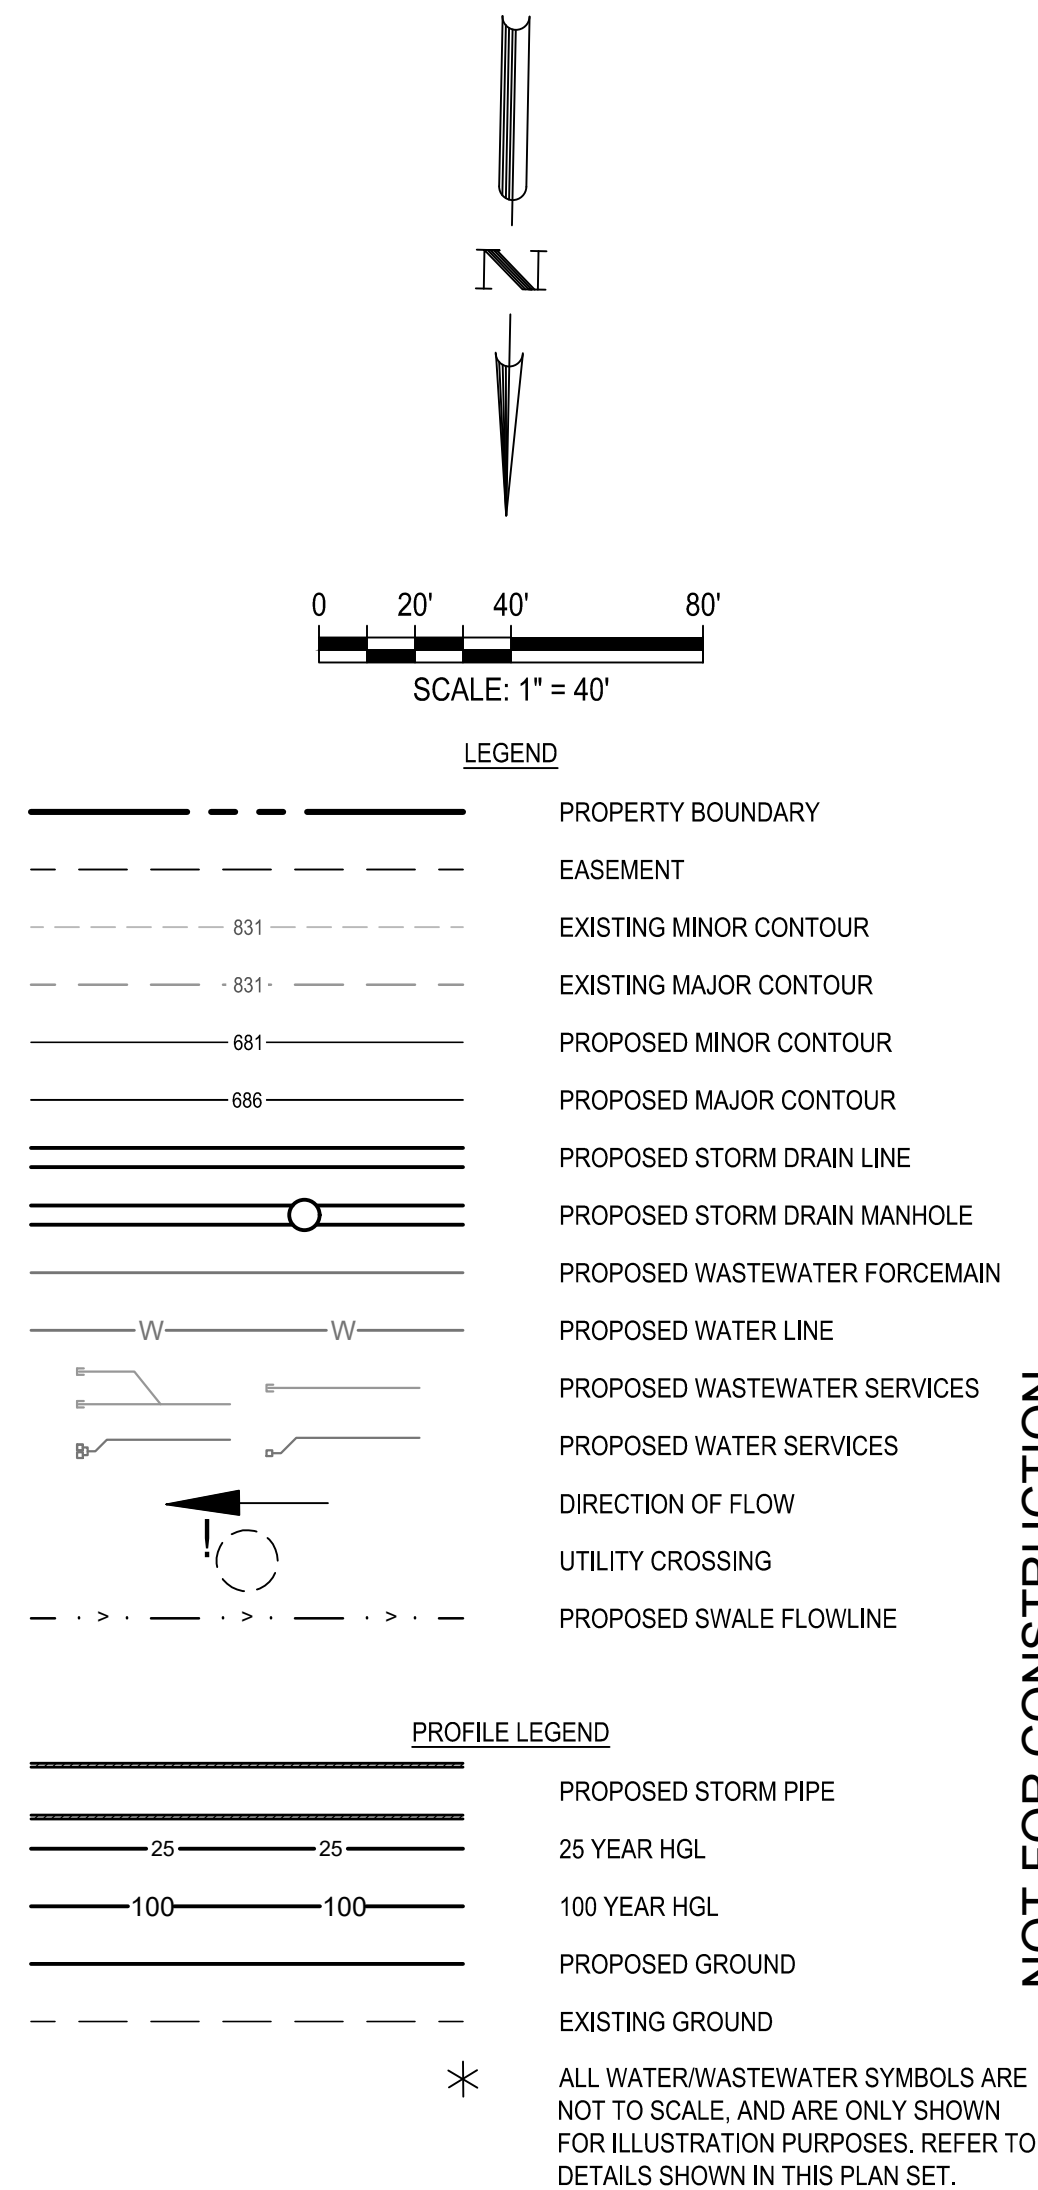 N
0 20' 40' 80'
SCALE: 1" = 40'
LEGEND
PROPERTY BOUNDARY
EASEMENT
831 EXISTING MINOR CONTOUR
831 EXISTING MAJOR CONTOUR
681 PROPOSED MINOR CONTOUR
686 PROPOSED MAJOR CONTOUR
PROPOSED STORM DRAIN LINE
PROPOSED STORM DRAIN MANHOLE
PROPOSED WASTEWATER FORCEMAIN
W W PROPOSED WATER LINE
PROPOSED WASTEWATER SERVICES
PROPOSED WATER SERVICES
DIRECTION OF FLOW
! UTILITY CROSSING
> > > PROPOSED SWALE FLOWLINE
PROFILE LEGEND
PROPOSED STORM PIPE
25 25 25 YEAR HGL
100 100 100 YEAR HGL
PROPOSED GROUND
EXISTING GROUND
* ALL WATER/WASTEWATER SYMBOLS ARE
NOT TO SCALE, AND ARE ONLY SHOWN
FOR ILLUSTRATION PURPOSES. REFER TO
DETAILS SHOWN IN THIS PLAN SET.
NOT FOR CONSTRUCTION